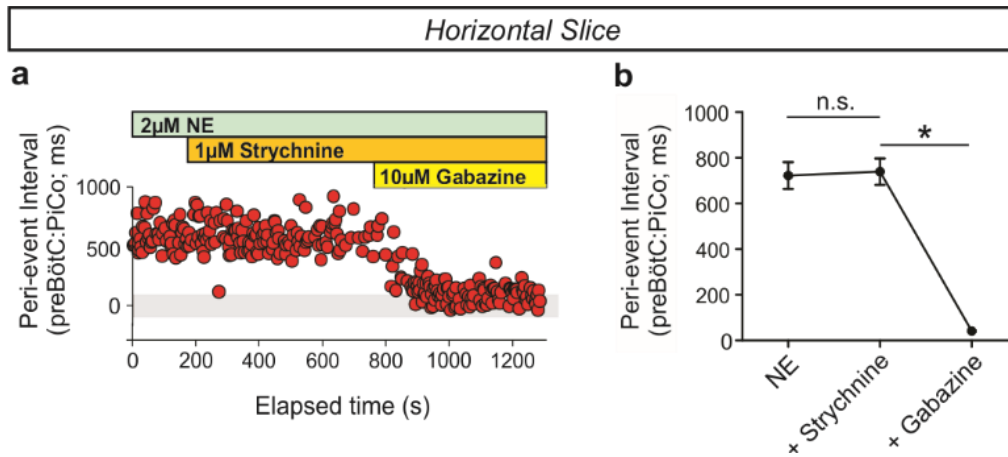 Horizontal Slice
a
2µM NE
1µM Strychnine
10uM Gabazine
Peri-event Interval
(preBötC:PiCo; ms)
1000
500
0
0 200 400 600 800 1000 1200
Elapsed time (s)
b
n.s.
*
Peri-event Interval
(preBötC:PiCo; ms)
1000
800
600
400
200
0
NE
+ Strychnine
+ Gabazine